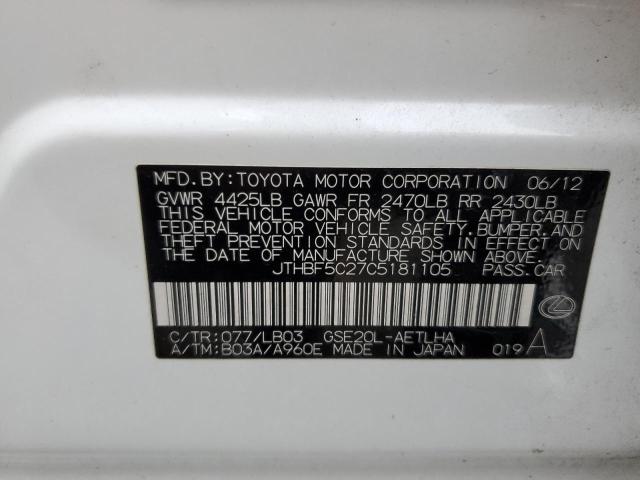 MFD.BY:TOYOTA MOTOR CORPORATION 06/12
GVWR 4425LB GAWR FR 2470LB RR 2430LB
THIS VEHICLE CONFORMS TO ALL APPLICABLE
FEDERAL MOTOR VEHICLE SAFETY,BUMPER,AND
THEFT PREVENTION STANDARDS IN EFFECT ON
THE DATE OF MANUFACTURE SHOWN ABOVE.
JTHBF5C27C5181105 PASS.CAR
C/TR:077/LB03 GSE20L-AETLHA
A/TM:B03A/A960E MADE IN JAPAN 019 A